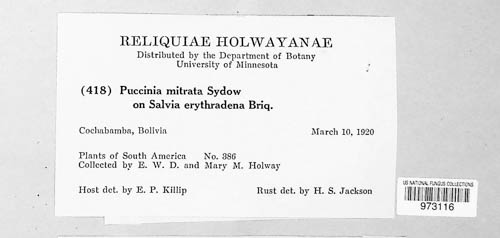 RELIQUIAE HOLWAYANAE
Distributed by the Department of Botany
University of Minnesota
(418) Puccinia mitrata Sydow
on Salvia erythradena Briq.
Cochabamba, Bolivia March 10, 1920
Plants of South America No. 386
Collected by E. W. D. and Mary M. Holway
Host det. by E. P. Killip Rust det. by H. S. Jackson
US NATIONAL FUNGUS COLLECTIONS
973116